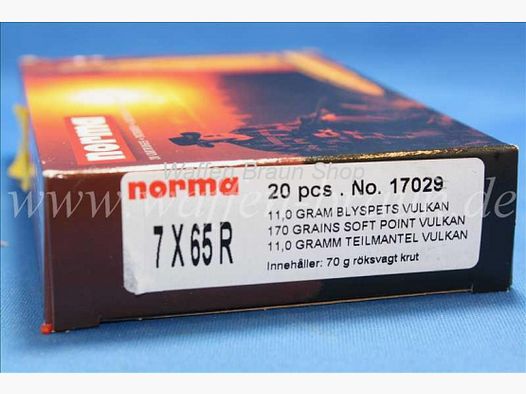 norma
Waffen Braun Shop
norma
20 pcs . No. 17029
7 X 65 R
11,0 GRAM BLYSPETS VULKAN
170 GRAINS SOFT POINT VULKAN
11,0 GRAMM TEILMANTEL VULKAN
Innehåller: 70 g röksvagt krut